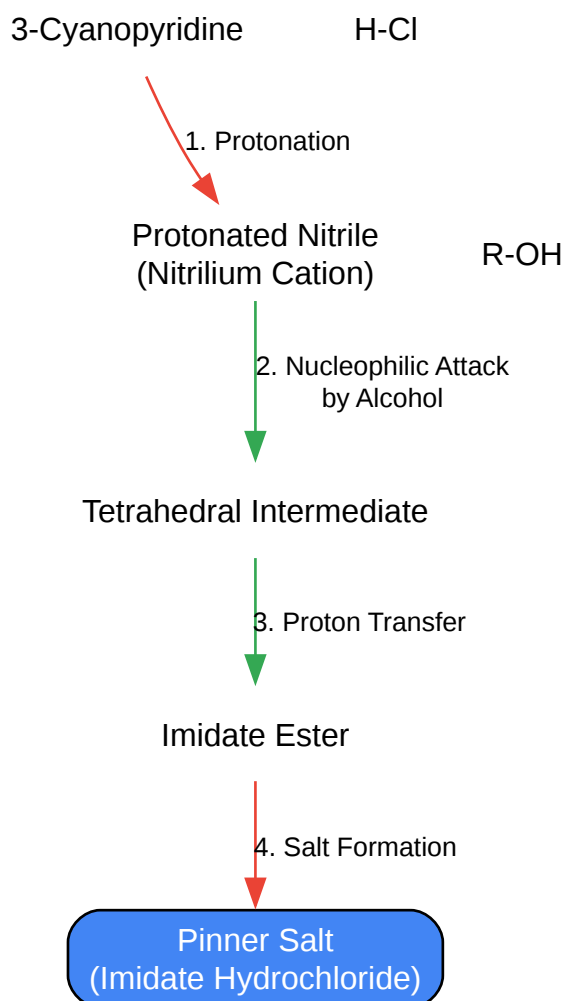 3-Cyanopyridine
H-Cl
1. Protonation
Protonated Nitrile
(Nitrilium Cation)
R-OH
2. Nucleophilic Attack
by Alcohol
Tetrahedral Intermediate
3. Proton Transfer
Imidate Ester
4. Salt Formation
Pinner Salt
(Imidate Hydrochloride)